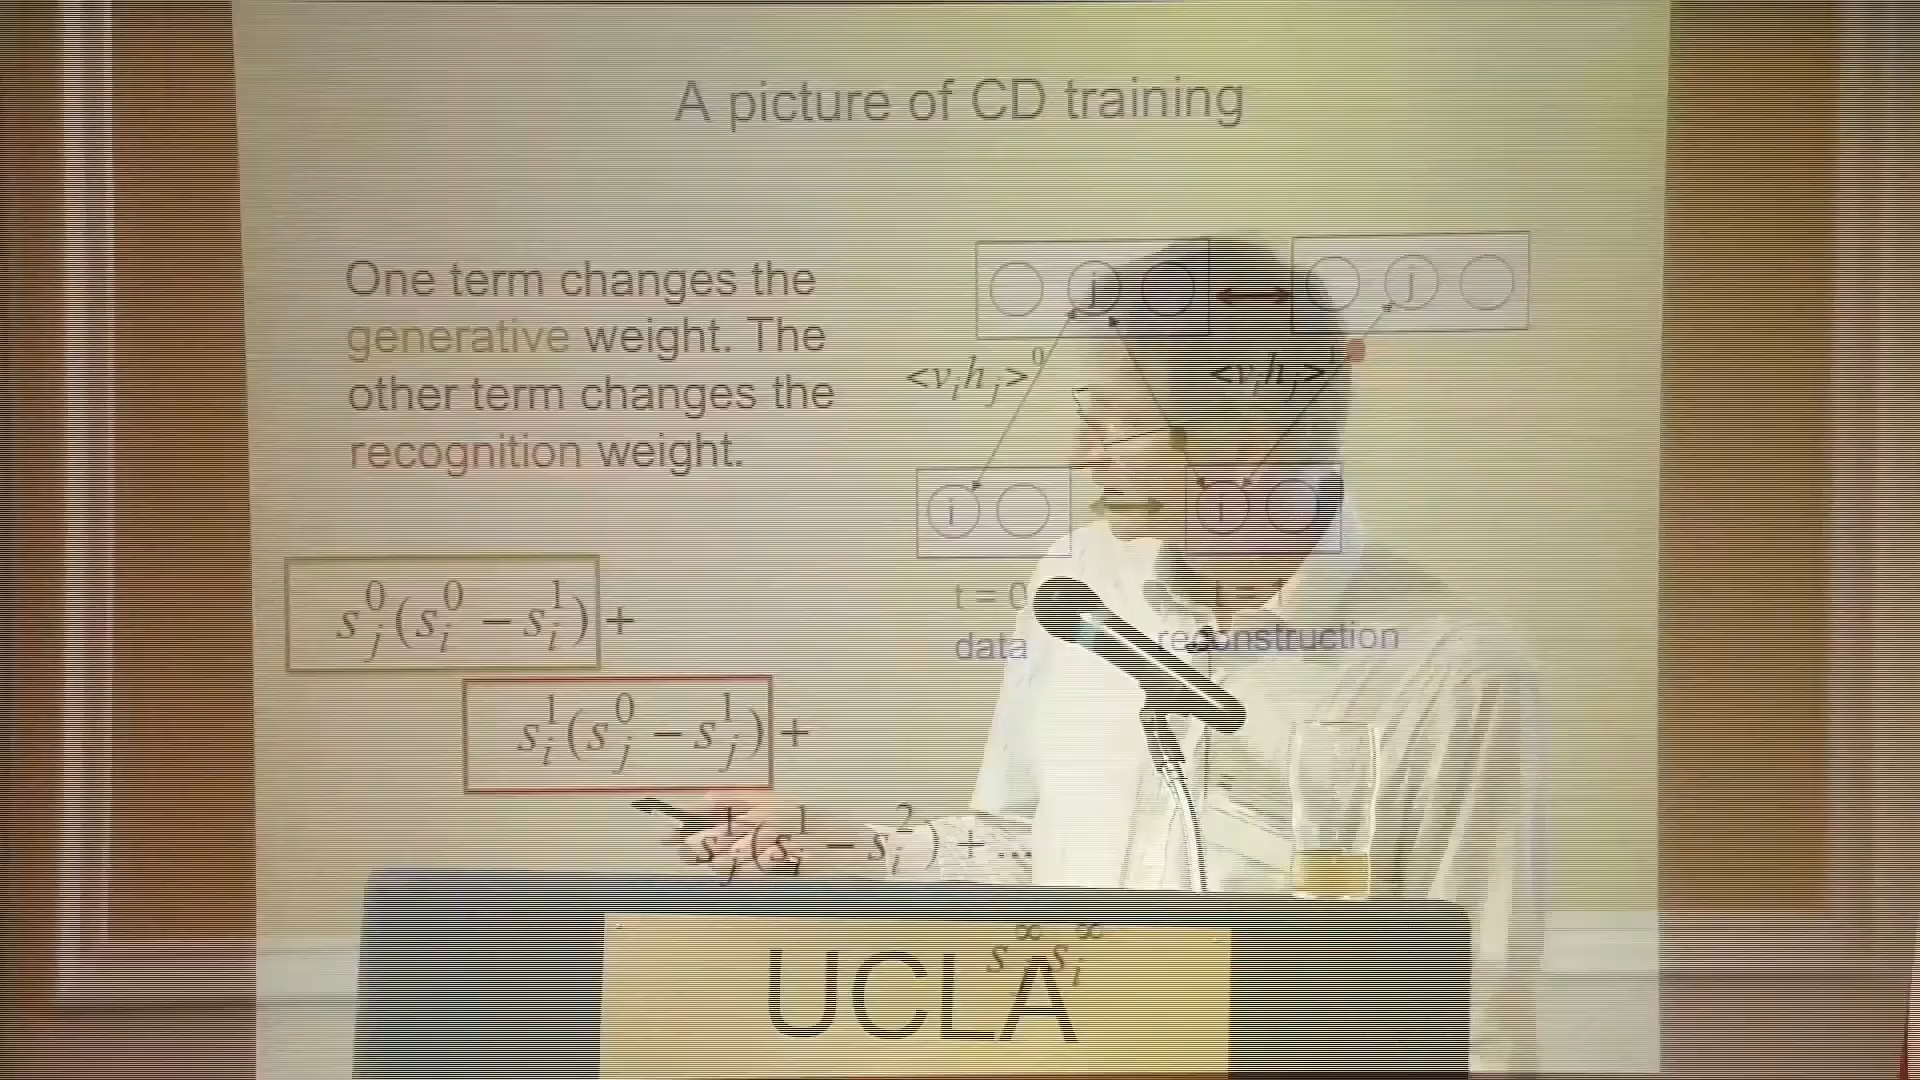 A picture of CD training
One term changes the
generative weight. The
other term changes the
recognition weight.
j
j
<v_i h_j>^0
<v_i h_j>^1
i
i
t = 0
t = 1
data
reconstruction
s_j^0 (s_i^0 − s_i^1) +
s_i^1 (s_j^0 − s_j^1) +
s_j^1 (s_i^1 − s_i^2) + ...
UCLA